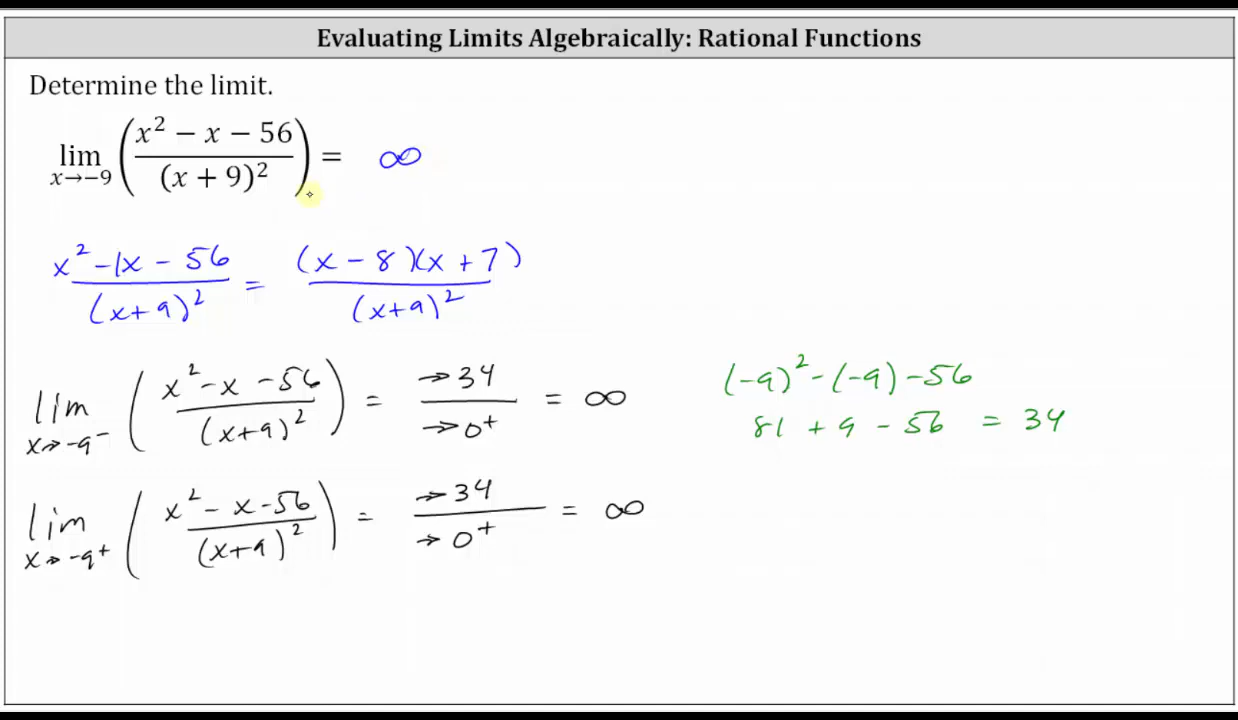 Evaluating Limits Algebraically: Rational Functions
Determine the limit.
lim x→−9 ( (x² − x − 56) / (x + 9)² ) = ∞
(x² − 1x − 56) / (x+9)² = (x − 8)(x + 7) / (x+9)²
lim x→−9⁻ ( (x² − x − 56) / (x+9)² ) = →34 / →0⁺ = ∞
(−9)² − (−9) − 56
81 + 9 − 56 = 34
lim x→−9⁺ ( (x² − x − 56) / (x+9)² ) = →34 / →0⁺ = ∞